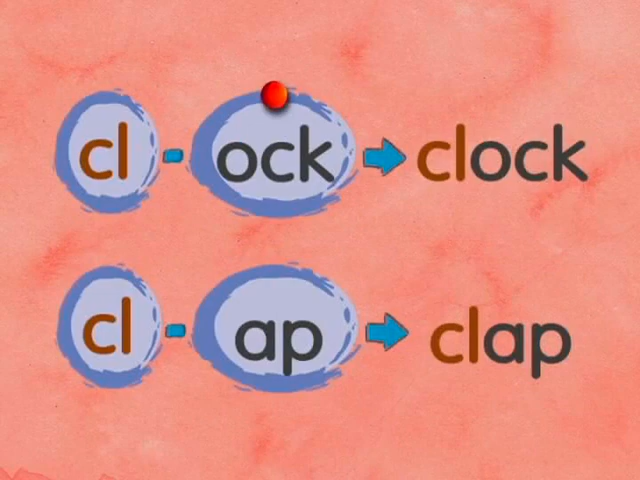 cl - ock → clock
cl - ap → clap